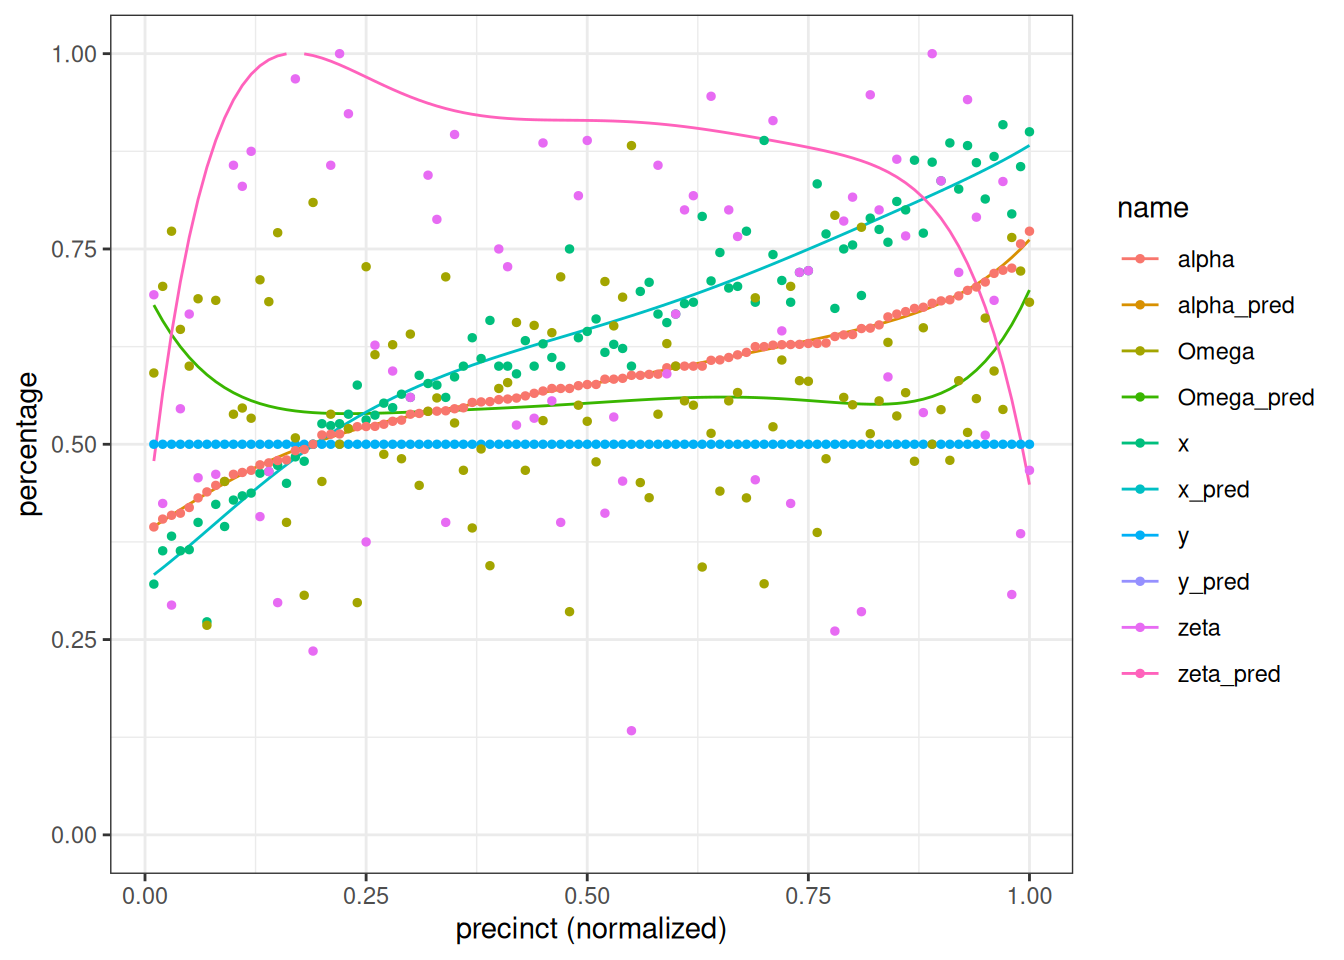 1.00
0.75
0.50
0.25
0.00
percentage
0.00 0.25 0.50 0.75 1.00
precinct (normalized)
name
alpha
alpha_pred
Omega
Omega_pred
x
x_pred
y
y_pred
zeta
zeta_pred